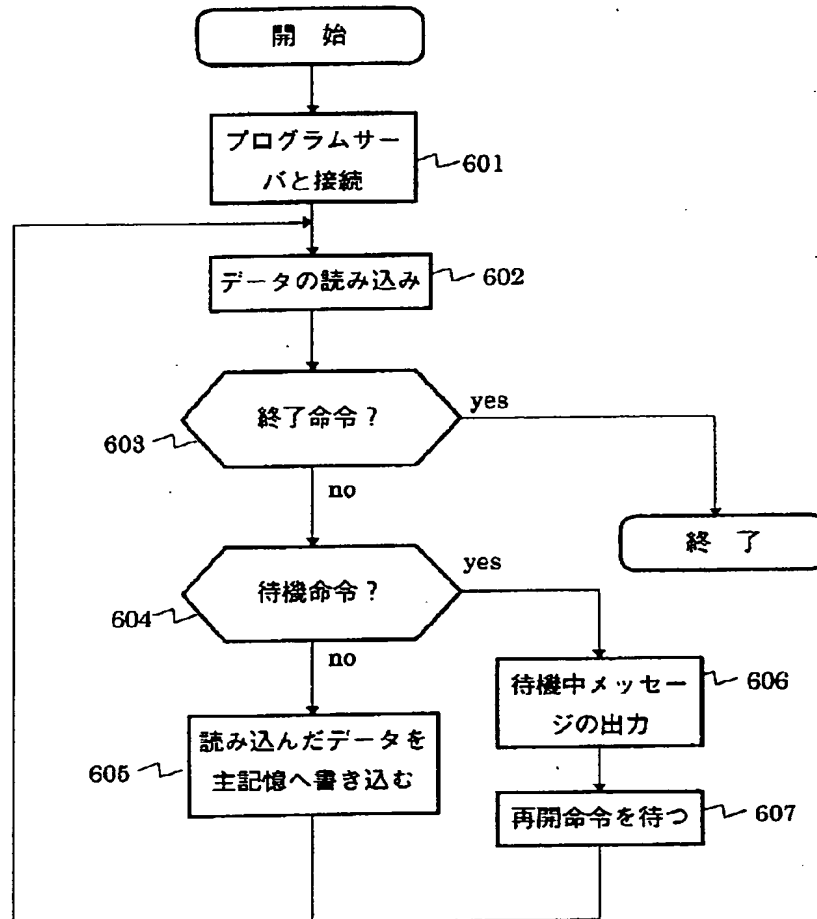 開 始
プログラムサー
バと接続
601
データの読み込み
602
終了命令?
yes
603
no
終 了
待機命令?
yes
604
no
待機中メッセー
ジの出力
606
読み込んだデータを
主記憶へ書き込む
605
再開命令を待つ
607